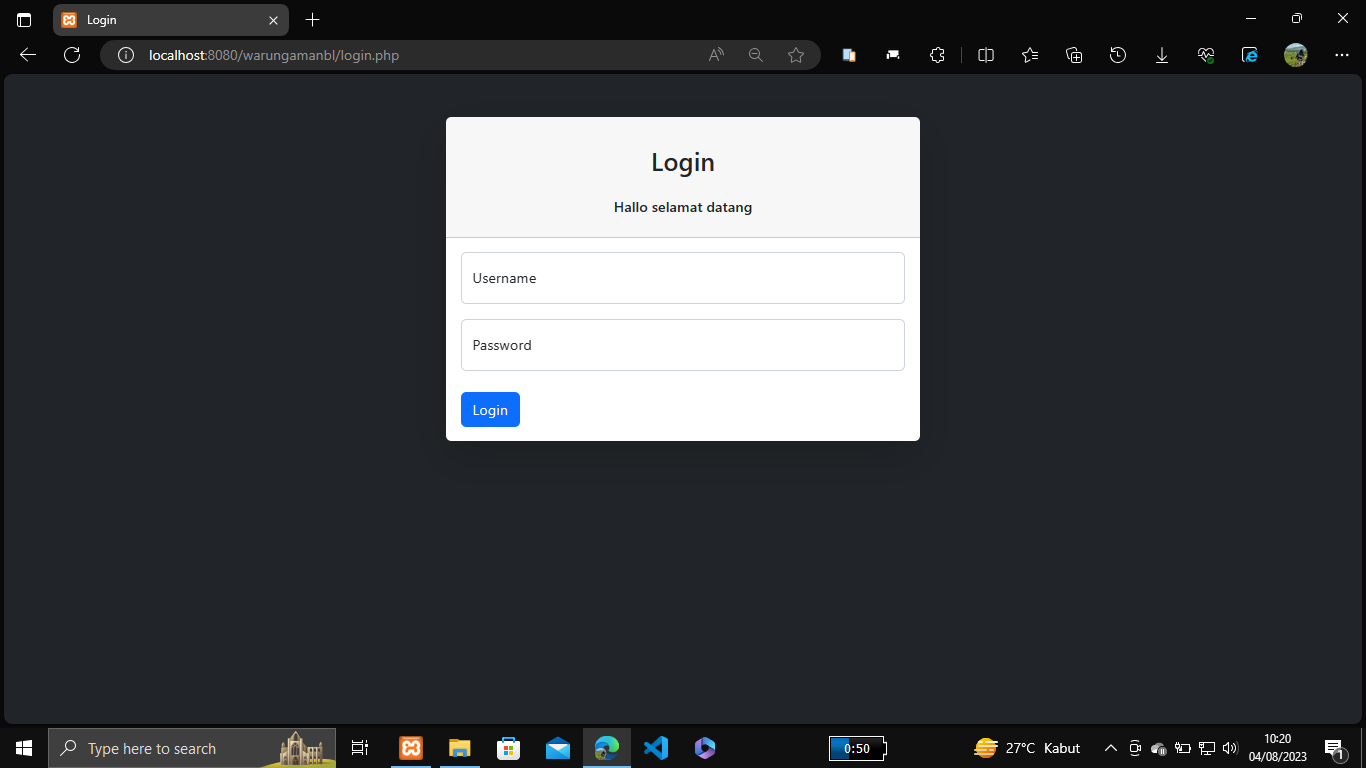 Login
localhost:8080/warungamanbl/login.php
Login
Hallo selamat datang
Username
Password
Login
Type here to search
0:50
27°C Kabut
10:20
04/08/2023
1